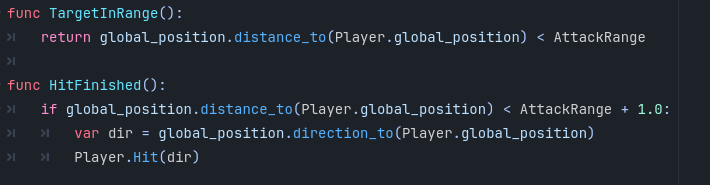 func TargetInRange():
return global_position.distance_to(Player.global_position) < AttackRange
func HitFinished():
if global_position.distance_to(Player.global_position) < AttackRange + 1.0:
var dir = global_position.direction_to(Player.global_position)
Player.Hit(dir)